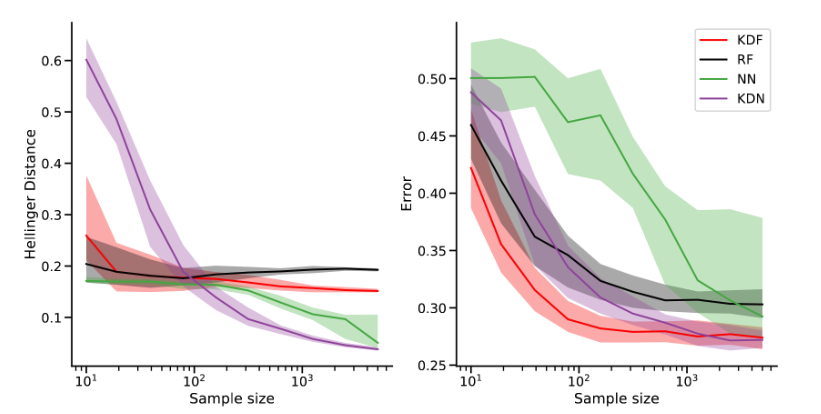 0.6
0.5
0.4
0.3
0.2
0.1
Hellinger Distance
10¹
10²
10³
Sample size
0.50
0.45
0.40
0.35
0.30
0.25
Error
10¹
10²
10³
Sample size
KDF
RF
NN
KDN